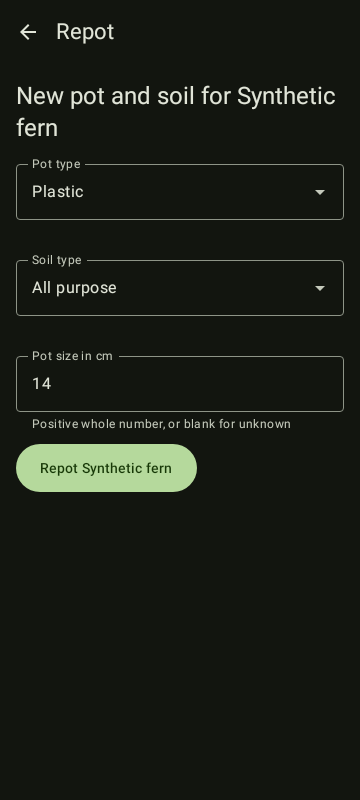 Repot
New pot and soil for Synthetic
fern
Pot type
Plastic
Soil type
All purpose
Pot size in cm
14
Positive whole number, or blank for unknown
Repot Synthetic fern